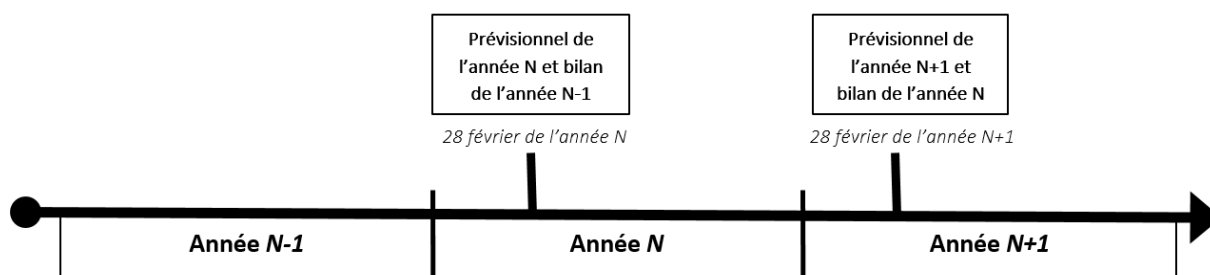 Prévisionnel de
l'année N et bilan
de l'année N-1
28 février de l'année N
Prévisionnel de
l'année N+1 et
bilan de l'année N
28 février de l'année N+1
Année N-1
Année N
Année N+1